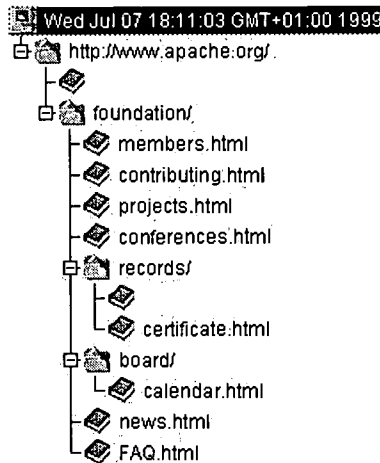 Wed Jul 07 18:11:03 GMT+01:00 1999
http://www.apache.org/
foundation/
members.html
contributing.html
projects.html
conferences.html
records/
certificate.html
board/
calendar.html
news.html
FAQ.html